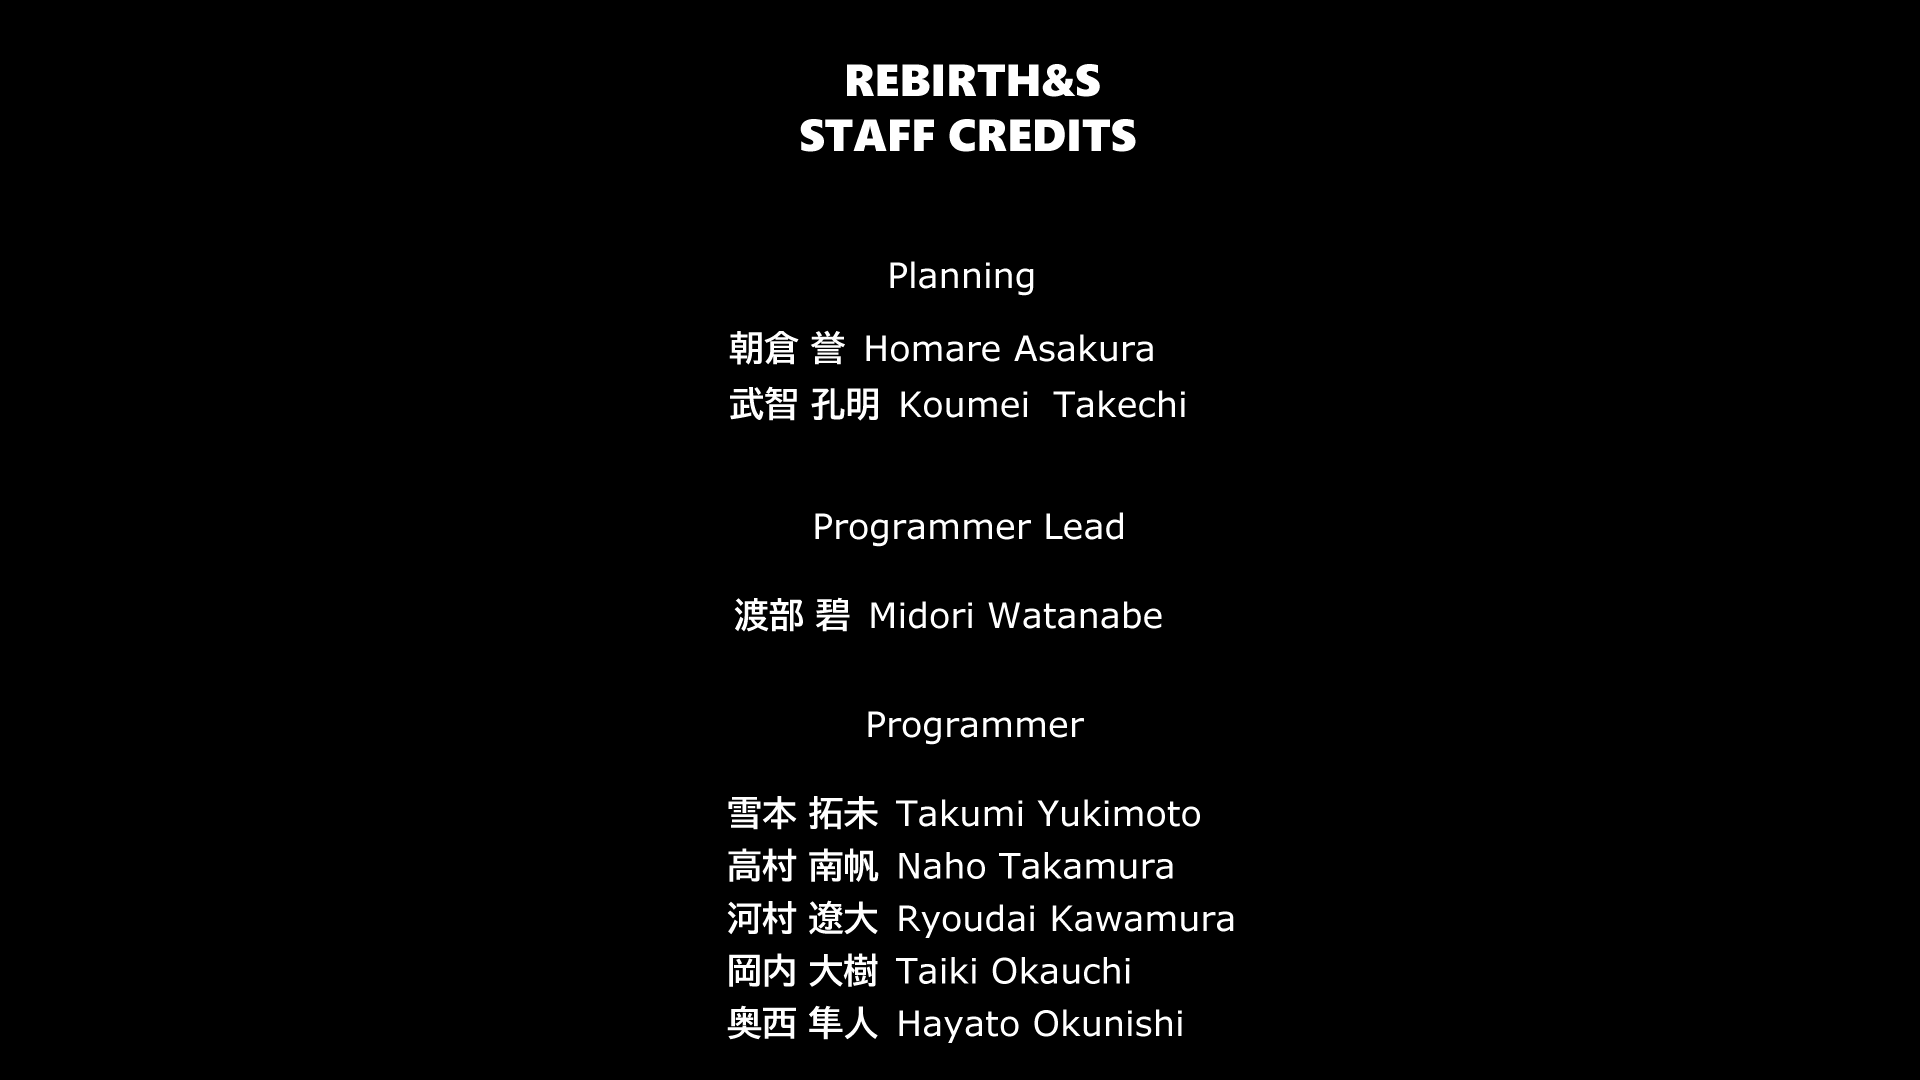 REBIRTH&S
STAFF CREDITS
Planning
朝倉 誉 Homare Asakura
武智 孔明 Koumei Takechi
Programmer Lead
渡部 碧 Midori Watanabe
Programmer
雪本 拓未 Takumi Yukimoto
高村 南帆 Naho Takamura
河村 遼大 Ryoudai Kawamura
岡内 大樹 Taiki Okauchi
奥西 隼人 Hayato Okunishi